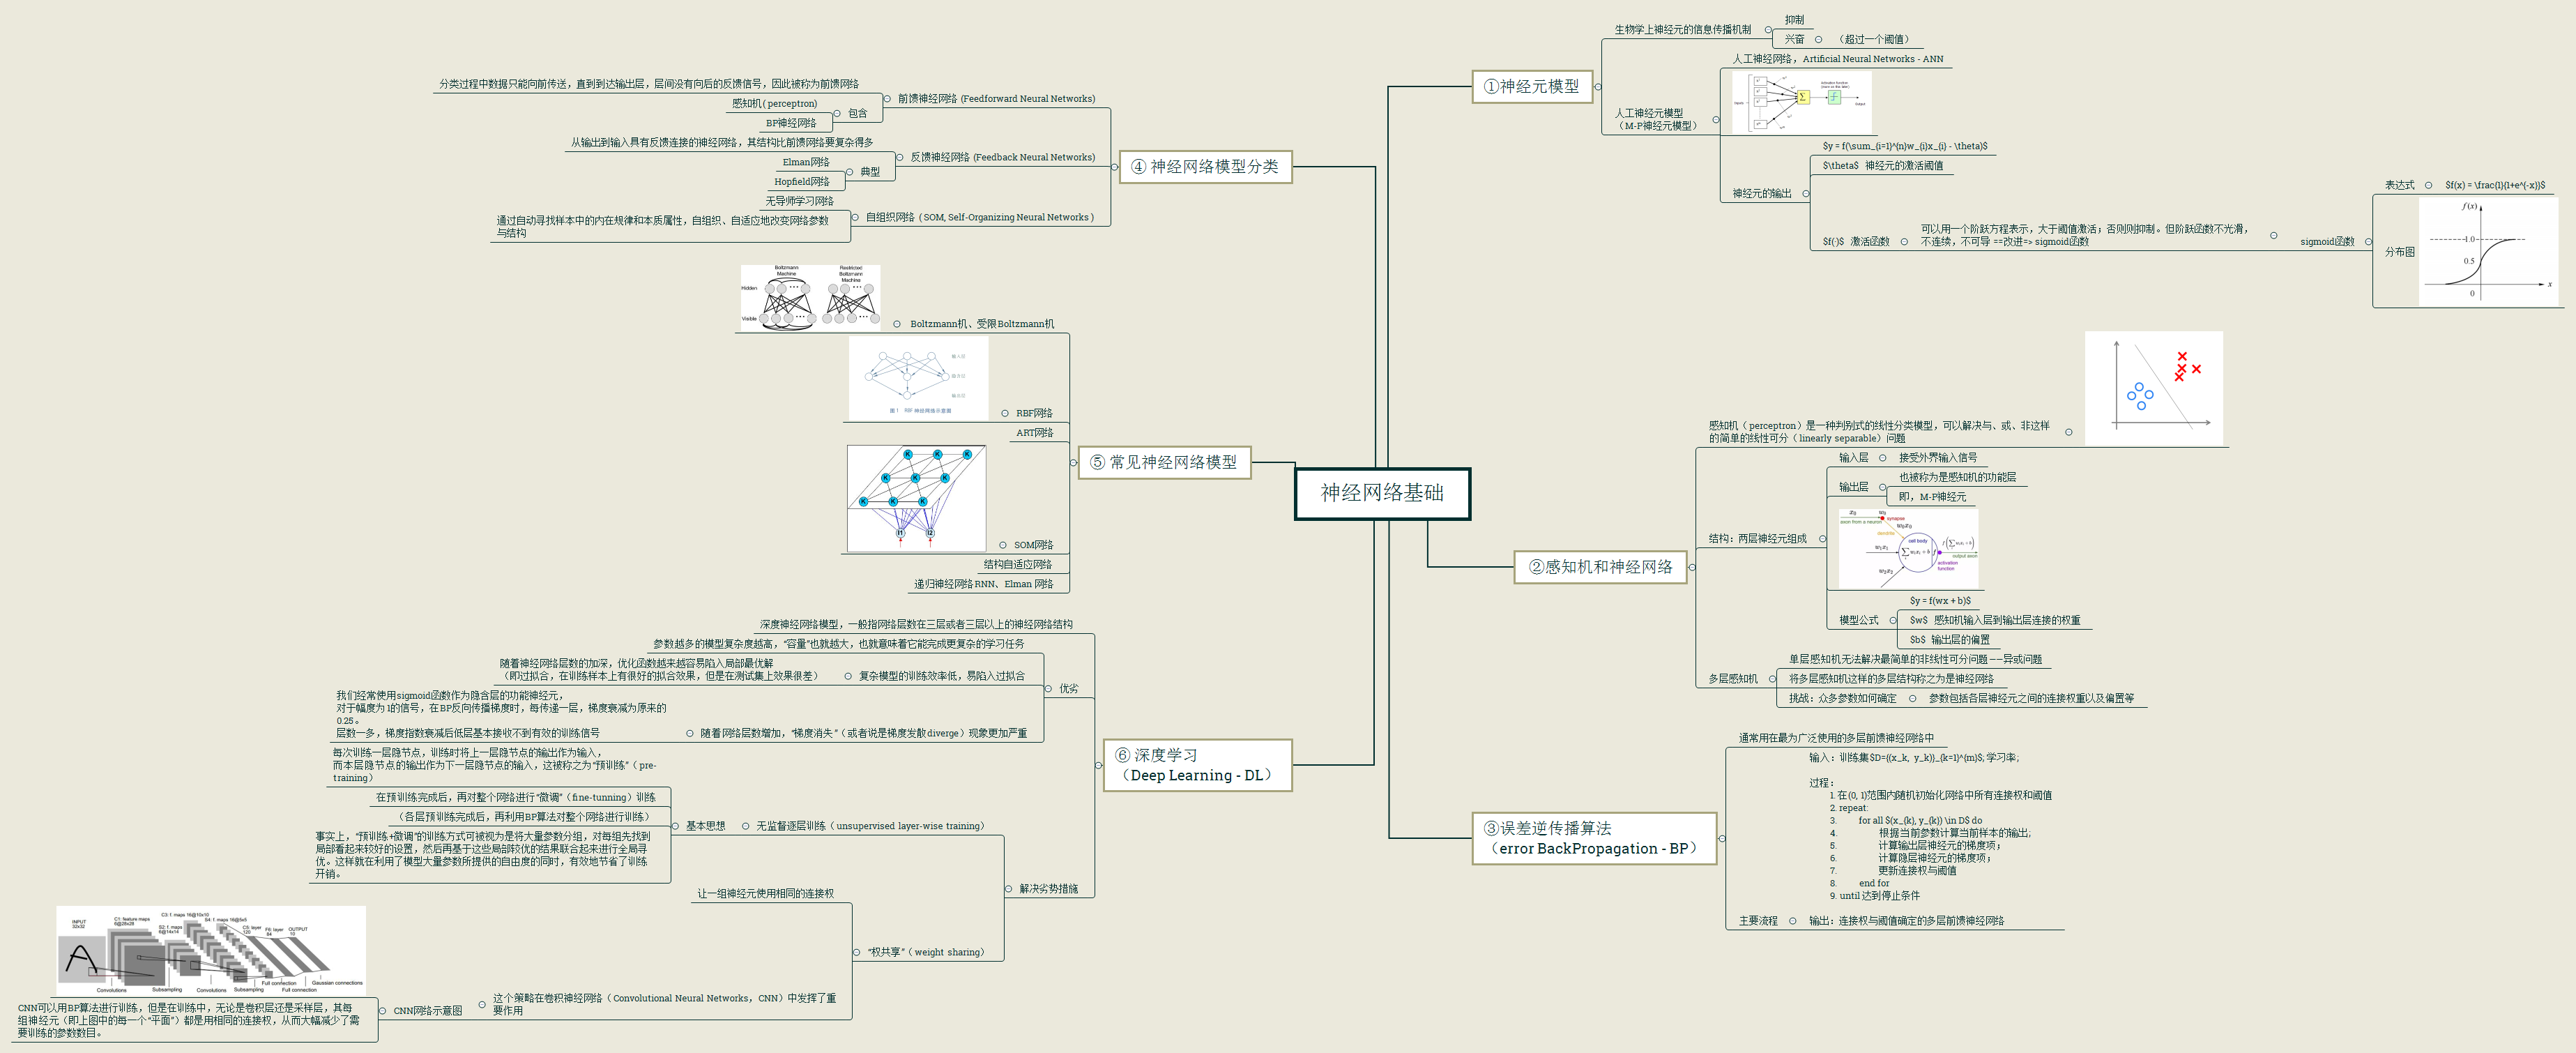 神经网络基础
①神经元模型
生物学上神经元的信息传播机制
抑制
兴奋
（超过一个阈值）
人工神经元模型
（M-P神经元模型）
人工神经网络，Artificial Neural Networks - ANN
Inputs
Output
神经元的输出
$y = f(\sum_{i=1}^{n}w_{i}x_{i} - \theta)$
$\theta$ 神经元的激活阈值
$f(·)$ 激活函数
可以用一个阶跃方程表示，大于阈值激活；否则则抑制。但阶跃函数不光滑，
不连续，不可导 ==改进=> sigmoid函数
sigmoid函数
表达式
$f(x) = \frac{1}{1+e^{-x}}$
分布图
f(x)
1.0
0.5
0
x
②感知机和神经网络
感知机（ perceptron）是一种判别式的线性分类模型，可以解决与、或、非这样
的简单的线性可分（ linearly separable）问题
结构：两层神经元组成
输入层
接受外界输入信号
输出层
也被称为是感知机的功能层
即，M-P神经元
x₀
w₀
synapse
axon from a neuron
w₀x₀
dendrite
cell body
w₁x₁
f
output axon
activation
function
w₂x₂
模型公式
$y = f(wx + b)$
$w$ 感知机输入层到输出层连接的权重
$b$ 输出层的偏置
多层感知机
单层感知机无法解决最简单的非线性可分问题——异或问题
将多层感知机这样的多层结构称之为是神经网络
挑战：众多参数如何确定
参数包括各层神经元之间的连接权重以及偏置等
③误差逆传播算法
（error BackPropagation - BP）
通常用在最为广泛使用的多层前馈神经网络中
主要流程
输入：训练集$D={(x_k, y_k)}_{k=1}^{m}$; 学习率;
过程：
1. 在(0, 1)范围内随机初始化网络中所有连接权和阈值
2. repeat:
3. for all $(x_{k}, y_{k}) \in D$ do
4. 根据当前参数计算当前样本的输出;
5. 计算输出层神经元的梯度项；
6. 计算隐层神经元的梯度项；
7. 更新连接权与阈值
8. end for
9. until 达到停止条件
输出：连接权与阈值确定的多层前馈神经网络
④ 神经网络模型分类
前馈神经网络 (Feedforward Neural Networks)
分类过程中数据只能向前传送，直到到达输出层，层间没有向后的反馈信号，因此被称为前馈网络
包含
感知机( perceptron)
BP神经网络
反馈神经网络 (Feedback Neural Networks)
从输出到输入具有反馈连接的神经网络，其结构比前馈网络要复杂得多
典型
Elman网络
Hopfield网络
自组织网络 ( SOM, Self-Organizing Neural Networks )
无导师学习网络
通过自动寻找样本中的内在规律和本质属性，自组织、自适应地改变网络参数
与结构
⑤ 常见神经网络模型
Boltzmann机、受限Boltzmann机
Boltzmann
Machine
Restricted
Boltzmann
Machine
Hidden
Visible
RBF网络
输入层
输出层
图 1 RBF 神经网络示意图
ART网络
SOM网络
K K K
K K K
K K K
I1 I2
结构自适应网络
递归神经网络RNN、Elman 网络
⑥ 深度学习
（Deep Learning - DL）
深度神经网络模型，一般指网络层数在三层或者三层以上的神经网络结构
优劣
参数越多的模型复杂度越高，“容量”也就越大，也就意味着它能完成更复杂的学习任务
复杂模型的训练效率低，易陷入过拟合
随着神经网络层数的加深，优化函数越来越容易陷入局部最优解
（即过拟合，在训练样本上有很好的拟合效果，但是在测试集上效果很差）
随着网络层数增加，“梯度消失”（或者说是梯度发散diverge）现象更加严重
我们经常使用sigmoid函数作为隐含层的功能神经元，
对于幅度为1的信号，在BP反向传播梯度时，每传递一层，梯度衰减为原来的
0.25。
层数一多，梯度指数衰减后低层基本接收不到有效的训练信号
解决劣势措施
无监督逐层训练（ unsupervised layer-wise training）
基本思想
每次训练一层隐节点，训练时将上一层隐节点的输出作为输入，
而本层隐节点的输出作为下一层隐节点的输入，这被称之为“预训练”（ pre-
training）
在预训练完成后，再对整个网络进行“微调”（ fine-tunning）训练
（各层预训练完成后，再利用BP算法对整个网络进行训练）
事实上，“预训练+微调”的训练方式可被视为是将大量参数分组，对每组先找到
局部看起来较好的设置，然后再基于这些局部较优的结果联合起来进行全局寻
优。这样就在利用了模型大量参数所提供的自由度的同时，有效地节省了训练
开销。
“权共享”（ weight sharing）
让一组神经元使用相同的连接权
这个策略在卷积神经网络（ Convolutional Neural Networks，CNN）中发挥了重
要作用
CNN网络示意图
INPUT
32x32
C1: feature maps
6@28x28
S2: f. maps
6@14x14
C3: f. maps 16@10x10
S4: f. maps 16@5x5
C5: layer
120
F6: layer
84
OUTPUT
10
Convolutions
Subsampling
Convolutions
Subsampling
Full connection
Full connection
Gaussian connections
CNN可以用BP算法进行训练，但是在训练中，无论是卷积层还是采样层，其每
组神经元（即上图中的每一个“平面”）都是用相同的连接权，从而大幅减少了需
要训练的参数数目。